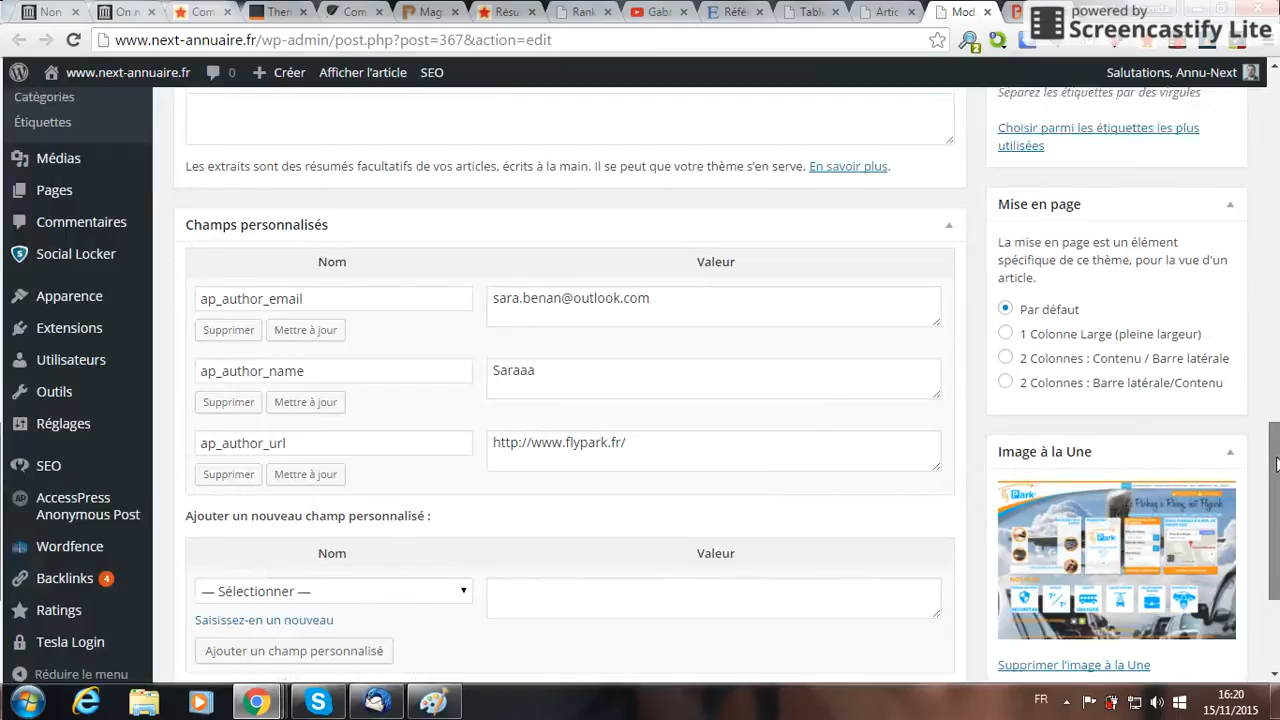 Non
On n
Com
Them
Con
Mag
Résu
Rank
Gab
Réfé
Table
Artic
Mod
powered by
Screencastify Lite
www.next-annuaire.fr/wp-admin/post.php?post=367&
www.next-annuaire.fr 0 Créer Afficher l'article SEO Salutations, Annu-Next
Catégories
Étiquettes
Médias
Pages
Commentaires
Social Locker
Apparence
Extensions
Utilisateurs
Outils
Réglages
SEO
AccessPress
Anonymous Post
Wordfence
Backlinks 4
Ratings
Tesla Login
Réduire le menu
Les extraits sont des résumés facultatifs de vos articles, écrits à la main. Il se peut que votre thème s'en serve. En savoir plus.
Champs personnalisés
Nom Valeur
ap_author_email sara.benan@outlook.com
Supprimer Mettre à jour
ap_author_name Saraaa
Supprimer Mettre à jour
ap_author_url http://www.flypark.fr/
Supprimer Mettre à jour
Ajouter un nouveau champ personnalisé :
Nom Valeur
— Sélectionner —
Saisissez-en un nouveau
Ajouter un champ personnalisé
Séparez les étiquettes par des virgules
Choisir parmi les étiquettes les plus
utilisées
Mise en page
La mise en page est un élément
spécifique de ce thème, pour la vue d'un
article.
Par défaut
1 Colonne Large (pleine largeur)
2 Colonnes : Contenu / Barre latérale
2 Colonnes : Barre latérale/Contenu
Image à la Une
Park
Supprimer l'image à la Une
FR
16:20
15/11/2015